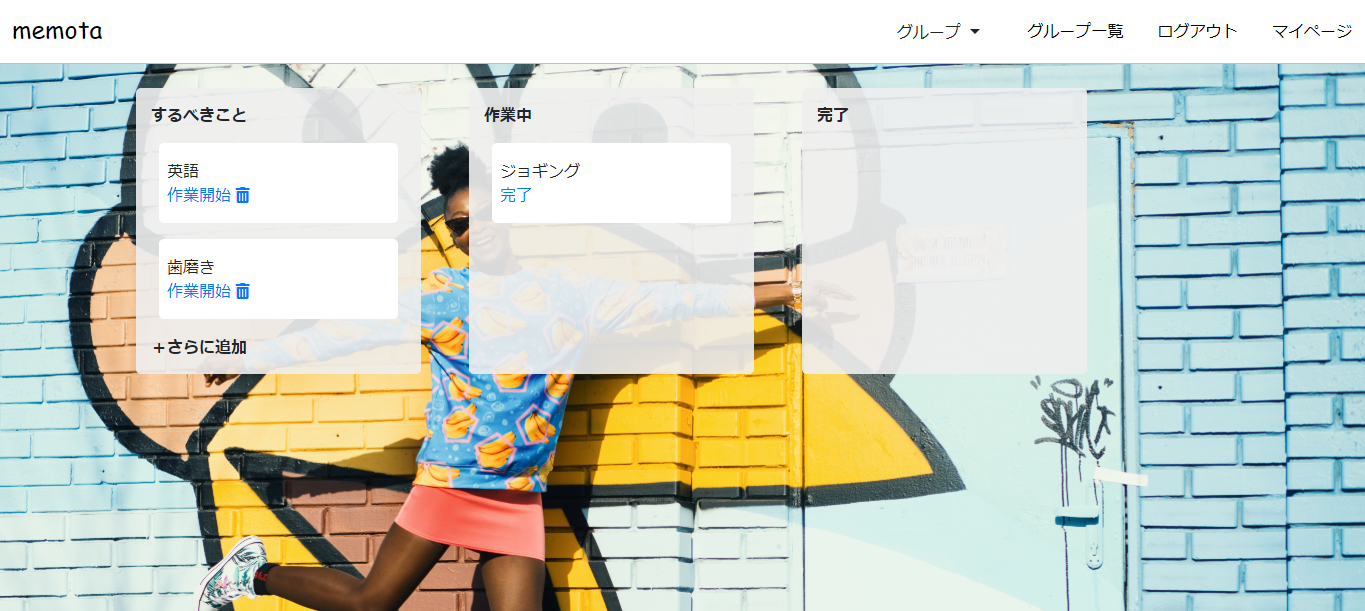 memota
グループ
グループ一覧
ログアウト
マイページ
するべきこと
英語
作業開始
歯磨き
作業開始
+さらに追加
作業中
ジョギング
完了
完了